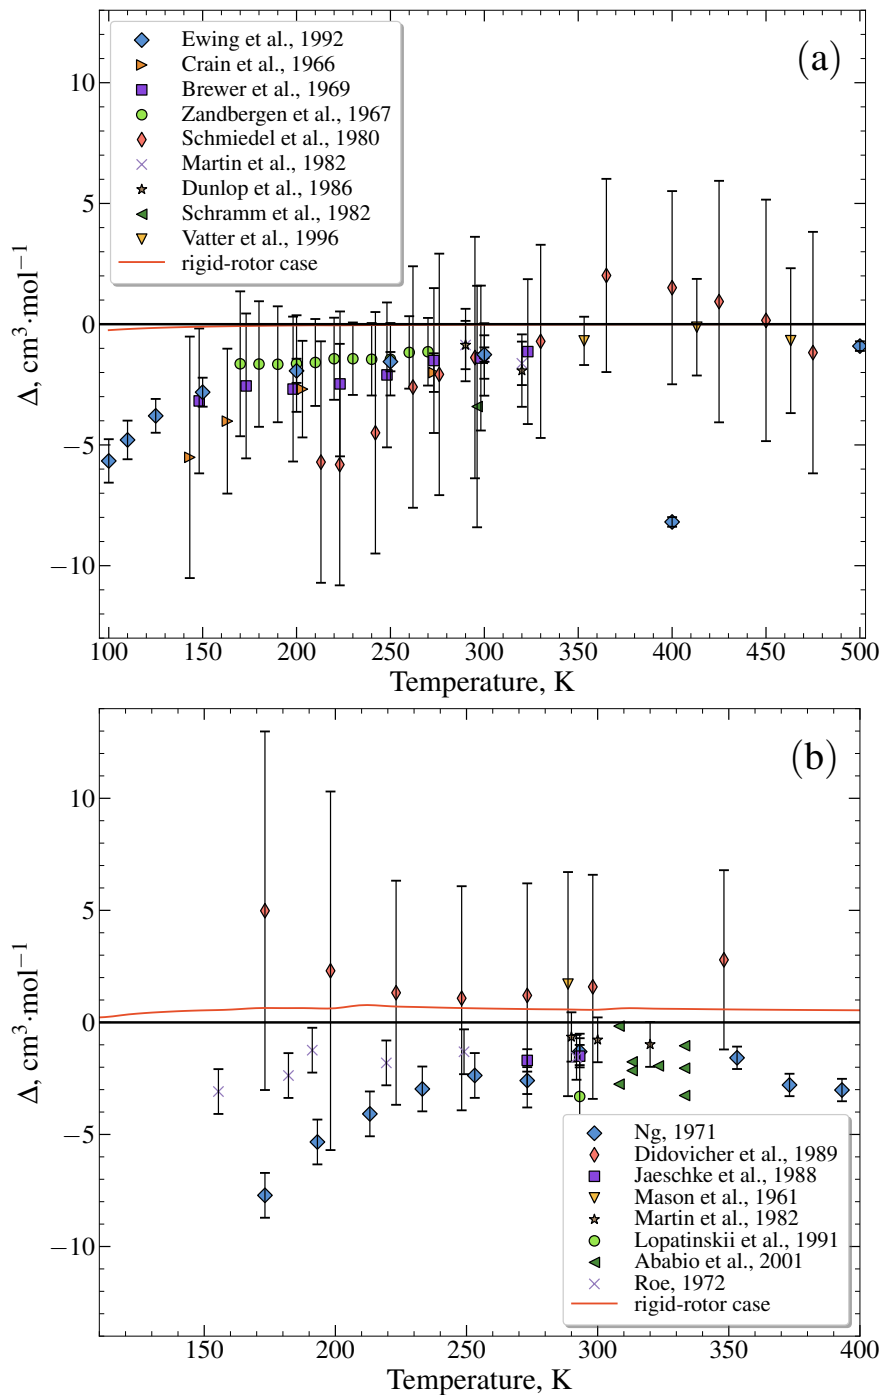 (a)
Ewing et al., 1992
Crain et al., 1966
Brewer et al., 1969
Zandbergen et al., 1967
Schmiedel et al., 1980
Martin et al., 1982
Dunlop et al., 1986
Schramm et al., 1982
Vatter et al., 1996
rigid-rotor case
10
5
0
−5
−10
Δ, cm³·mol⁻¹
100 150 200 250 300 350 400 450 500
Temperature, K
(b)
10
5
0
−5
−10
Δ, cm³·mol⁻¹
Ng, 1971
Didovicher et al., 1989
Jaeschke et al., 1988
Mason et al., 1961
Martin et al., 1982
Lopatinskii et al., 1991
Ababio et al., 2001
Roe, 1972
rigid-rotor case
150 200 250 300 350 400
Temperature, K